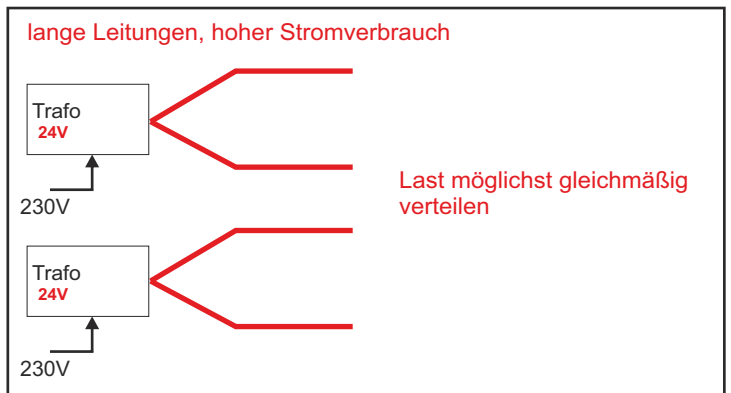 lange Leitungen, hoher Stromverbrauch
Trafo
24V
230V
Last möglichst gleichmäßig
verteilen
Trafo
24V
230V